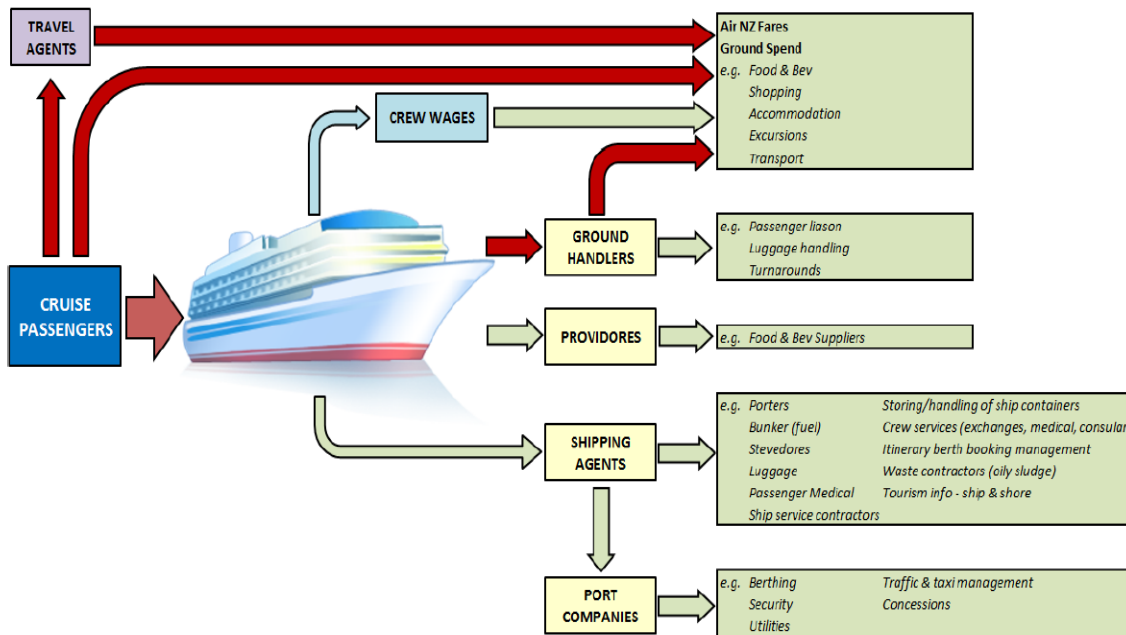 TRAVEL
AGENTS
Air NZ Fares
Ground Spend
e.g. Food & Bev
Shopping
Accommodation
Excursions
Transport
CREW WAGES
GROUND
HANDLERS
e.g. Passenger liason
Luggage handling
Turnarounds
CRUISE
PASSENGERS
PROVIDORES
e.g. Food & Bev Suppliers
SHIPPING
AGENTS
e.g. Porters Storing/handling of ship containers
Bunker (fuel) Crew services (exchanges, medical, consular
Stevedores Itinerary berth booking management
Luggage Waste contractors (oily sludge)
Passenger Medical Tourism info - ship & shore
Ship service contractors
PORT
COMPANIES
e.g. Berthing Traffic & taxi management
Security Concessions
Utilities